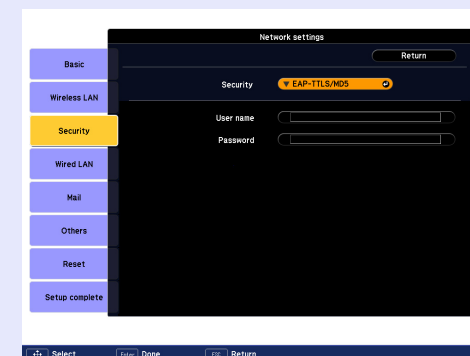 Network settings
Return
Basic
Security ▼ EAP-TTLS/MD5
Wireless LAN
User name
Security
Password
Wired LAN
Mail
Others
Reset
Setup complete
Select Enter Done ESC Return